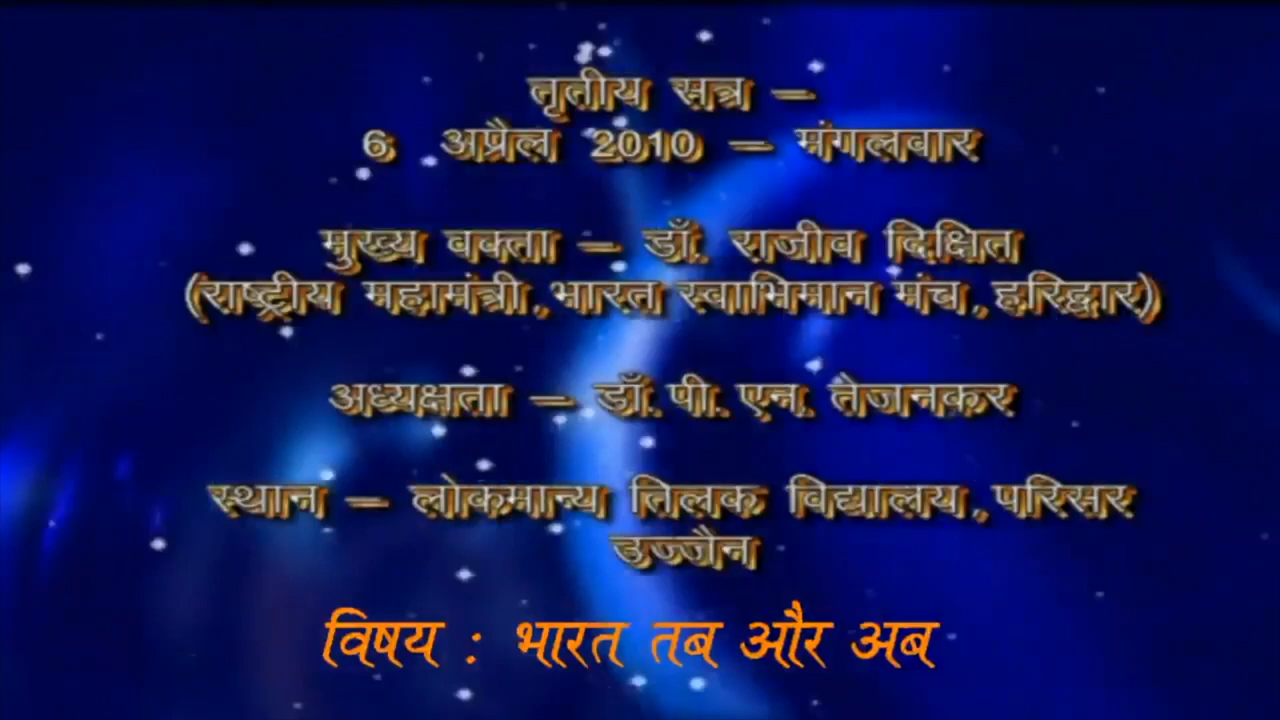 तृतीय सत्र –
6 अप्रैल 2010 – मंगलवार
मुख्य वक्ता – डॉ. राजीव दिक्षित
(राष्ट्रीय महामंत्री, भारत स्वाभिमान मंच, हरिद्वार)
अध्यक्षता – डॉ. पी. एन. तेजनकर
स्थान – लोकमान्य तिलक विद्यालय, परिसर
उज्जैन
विषय : भारत तब और अब